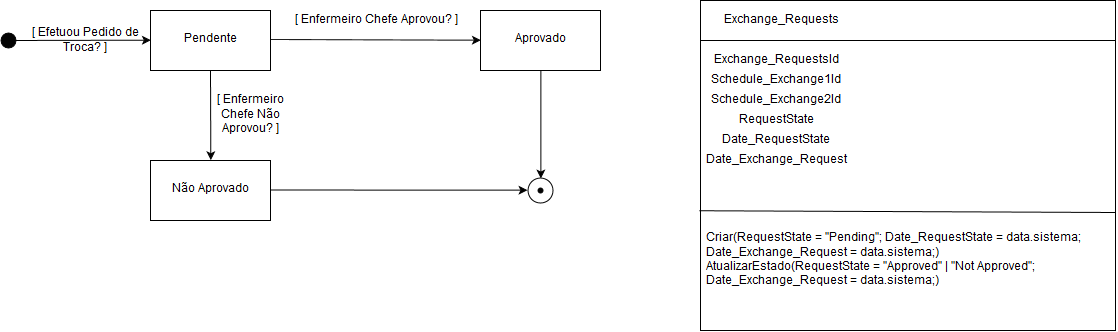 [ Efetuou Pedido de
Troca? ]
Pendente
[ Enfermeiro Chefe Aprovou? ]
Aprovado
[ Enfermeiro
Chefe Não
Aprovou? ]
Não Aprovado
Exchange_Requests
Exchange_RequestsId
Schedule_Exchange1Id
Schedule_Exchange2Id
RequestState
Date_RequestState
Date_Exchange_Request
Criar(RequestState = "Pending"; Date_RequestState = data.sistema;
Date_Exchange_Request = data.sistema;)
AtualizarEstado(RequestState = "Approved" | "Not Approved";
Date_Exchange_Request = data.sistema;)